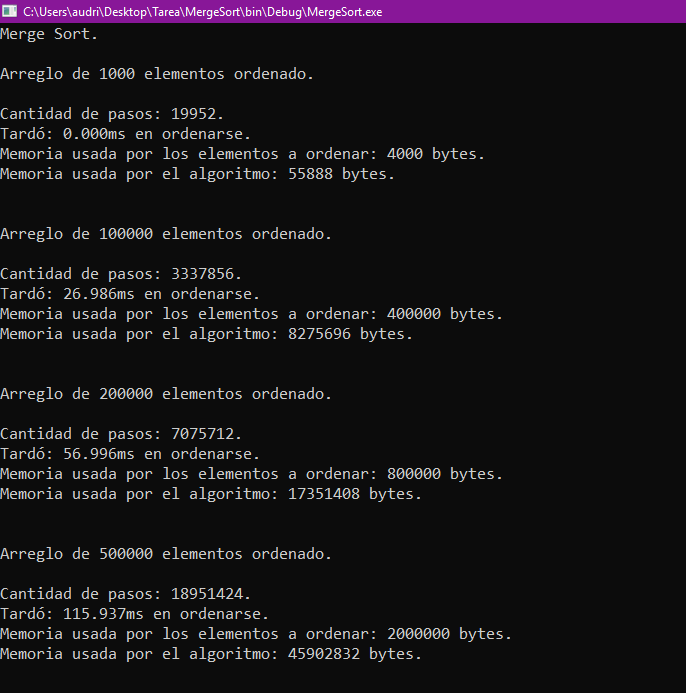 C:\Users\audri\Desktop\Tarea\MergeSort\bin\Debug\MergeSort.exe
Merge Sort.
Arreglo de 1000 elementos ordenado.
Cantidad de pasos: 19952.
Tardó: 0.000ms en ordenarse.
Memoria usada por los elementos a ordenar: 4000 bytes.
Memoria usada por el algoritmo: 55888 bytes.
Arreglo de 100000 elementos ordenado.
Cantidad de pasos: 3337856.
Tardó: 26.986ms en ordenarse.
Memoria usada por los elementos a ordenar: 400000 bytes.
Memoria usada por el algoritmo: 8275696 bytes.
Arreglo de 200000 elementos ordenado.
Cantidad de pasos: 7075712.
Tardó: 56.996ms en ordenarse.
Memoria usada por los elementos a ordenar: 800000 bytes.
Memoria usada por el algoritmo: 17351408 bytes.
Arreglo de 500000 elementos ordenado.
Cantidad de pasos: 18951424.
Tardó: 115.937ms en ordenarse.
Memoria usada por los elementos a ordenar: 2000000 bytes.
Memoria usada por el algoritmo: 45902832 bytes.